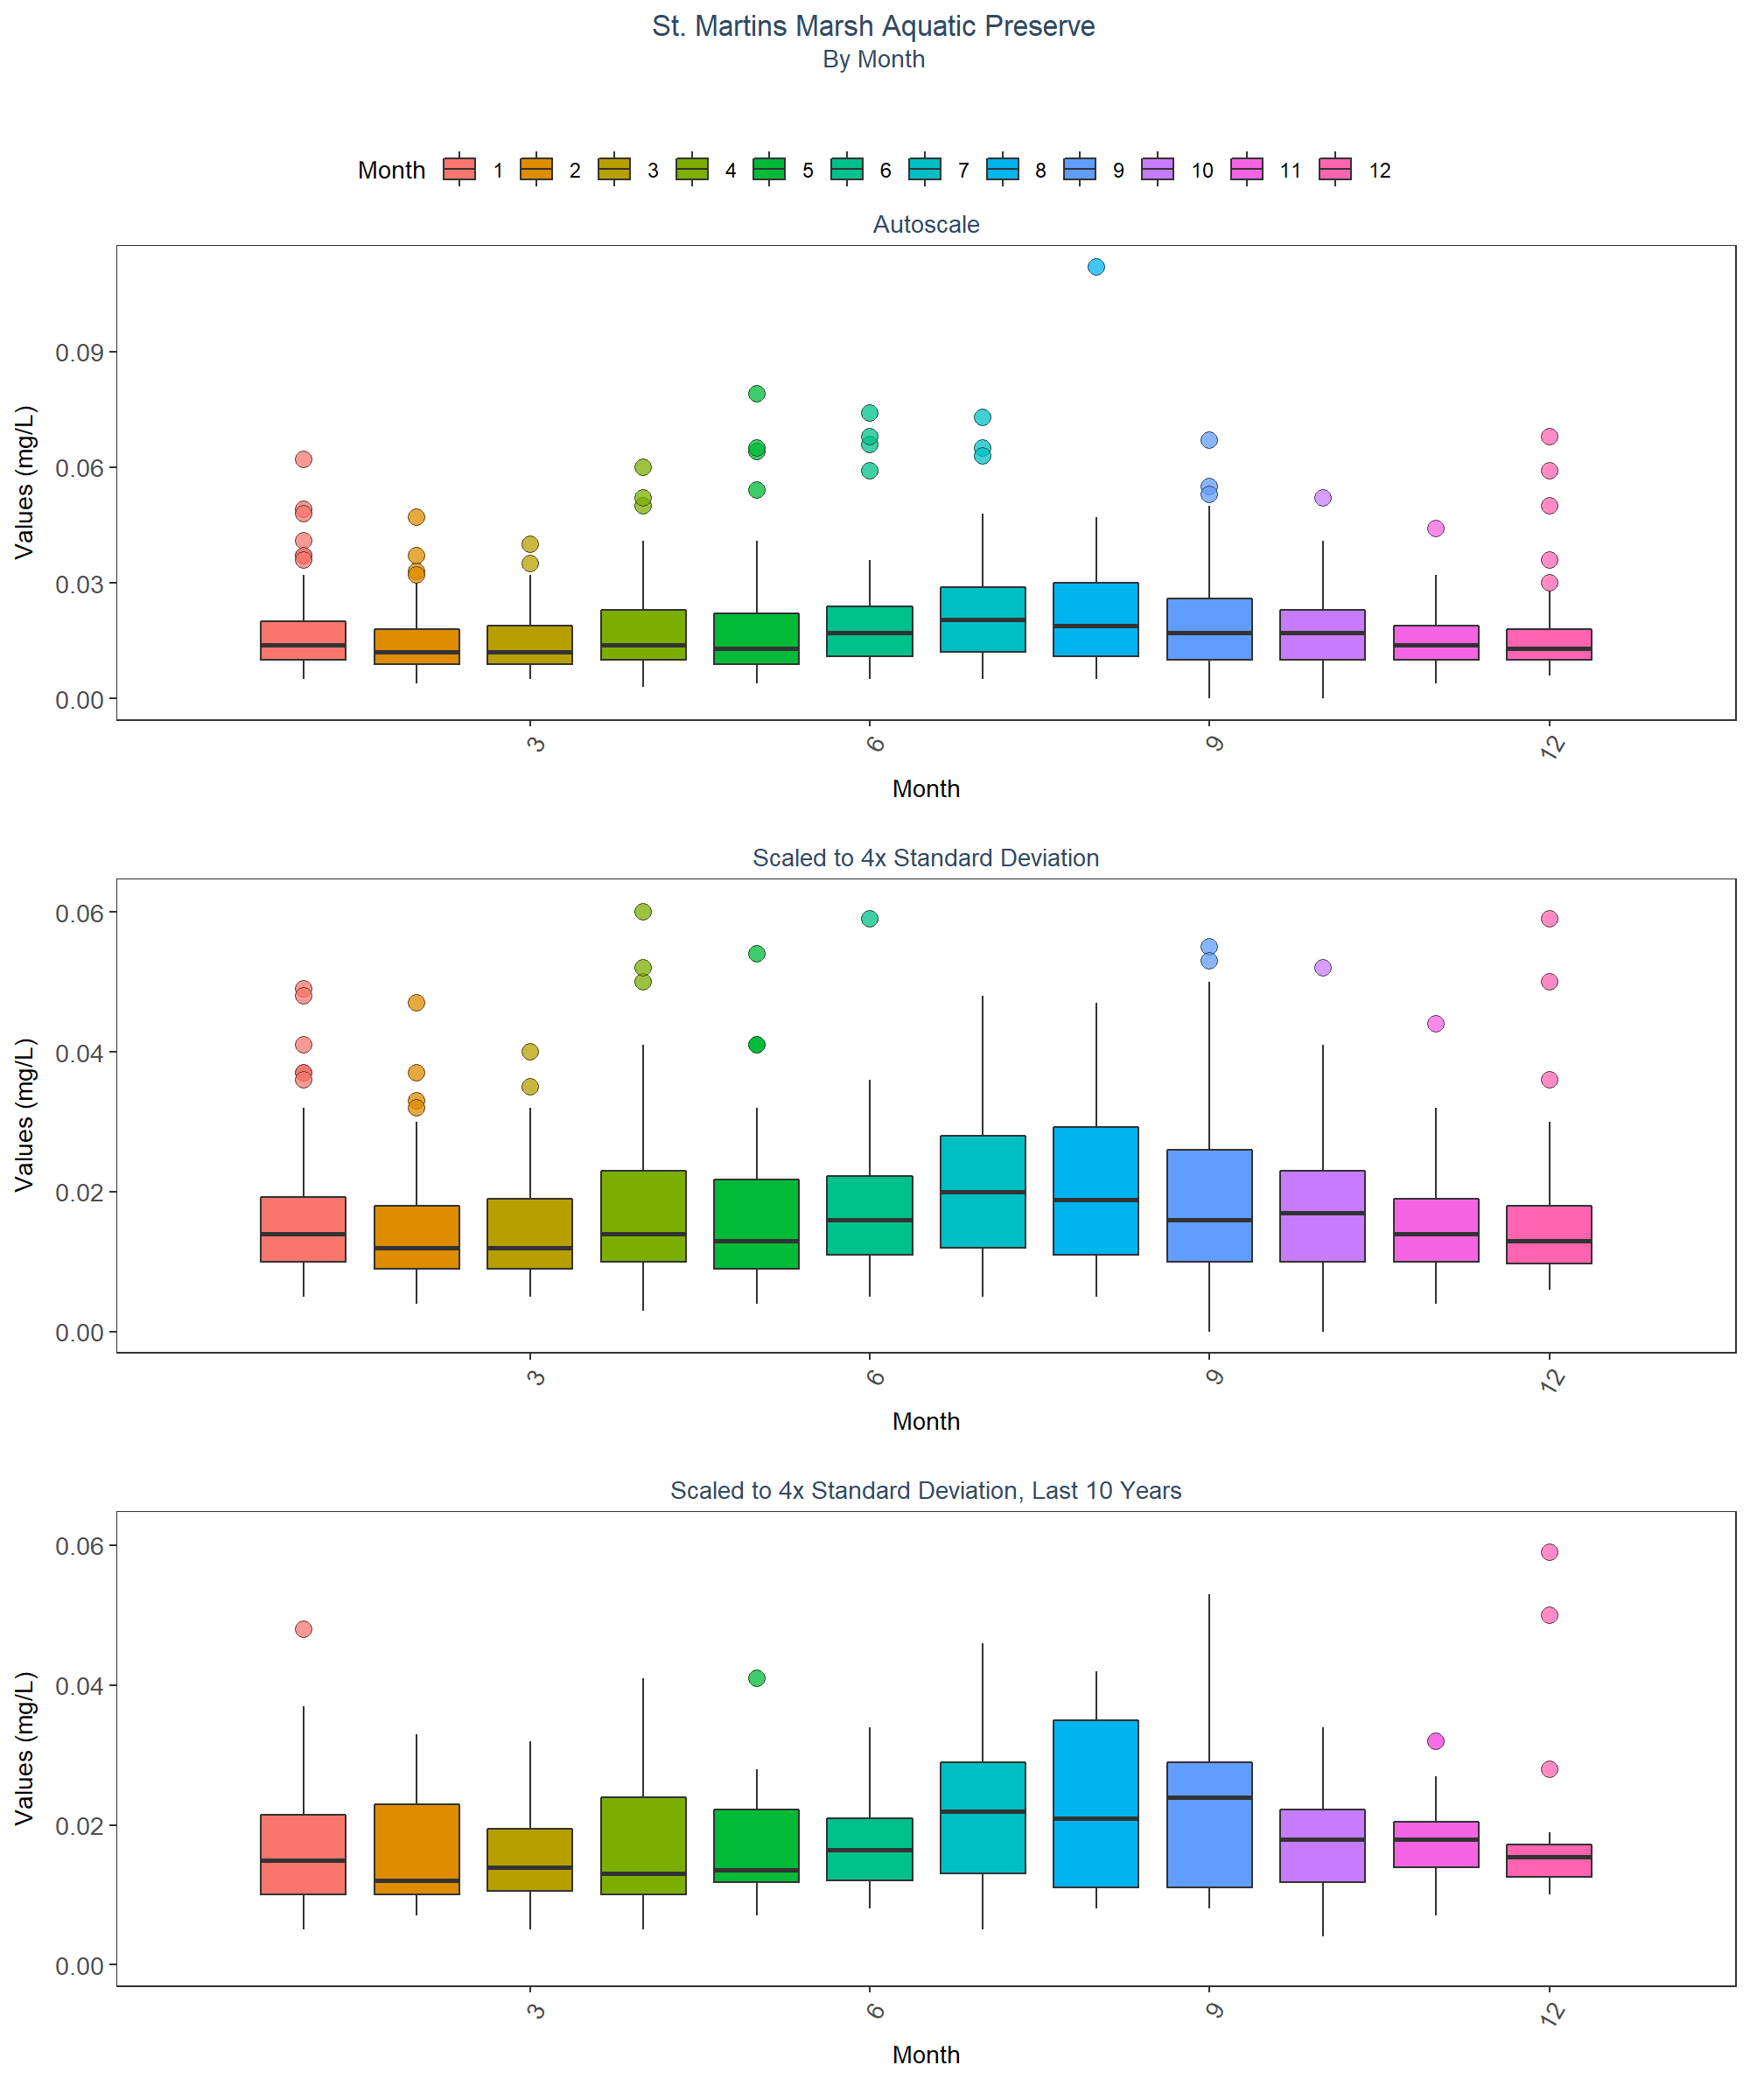 St. Martins Marsh Aquatic Preserve
By Month
Month 1 2 3 4 5 6 7 8 9 10 11 12
Autoscale
Values (mg/L)
0.09
0.06
0.03
0.00
3 6 9 12
Month
Scaled to 4x Standard Deviation
Values (mg/L)
0.06
0.04
0.02
0.00
3 6 9 12
Month
Scaled to 4x Standard Deviation, Last 10 Years
Values (mg/L)
0.06
0.04
0.02
0.00
3 6 9 12
Month